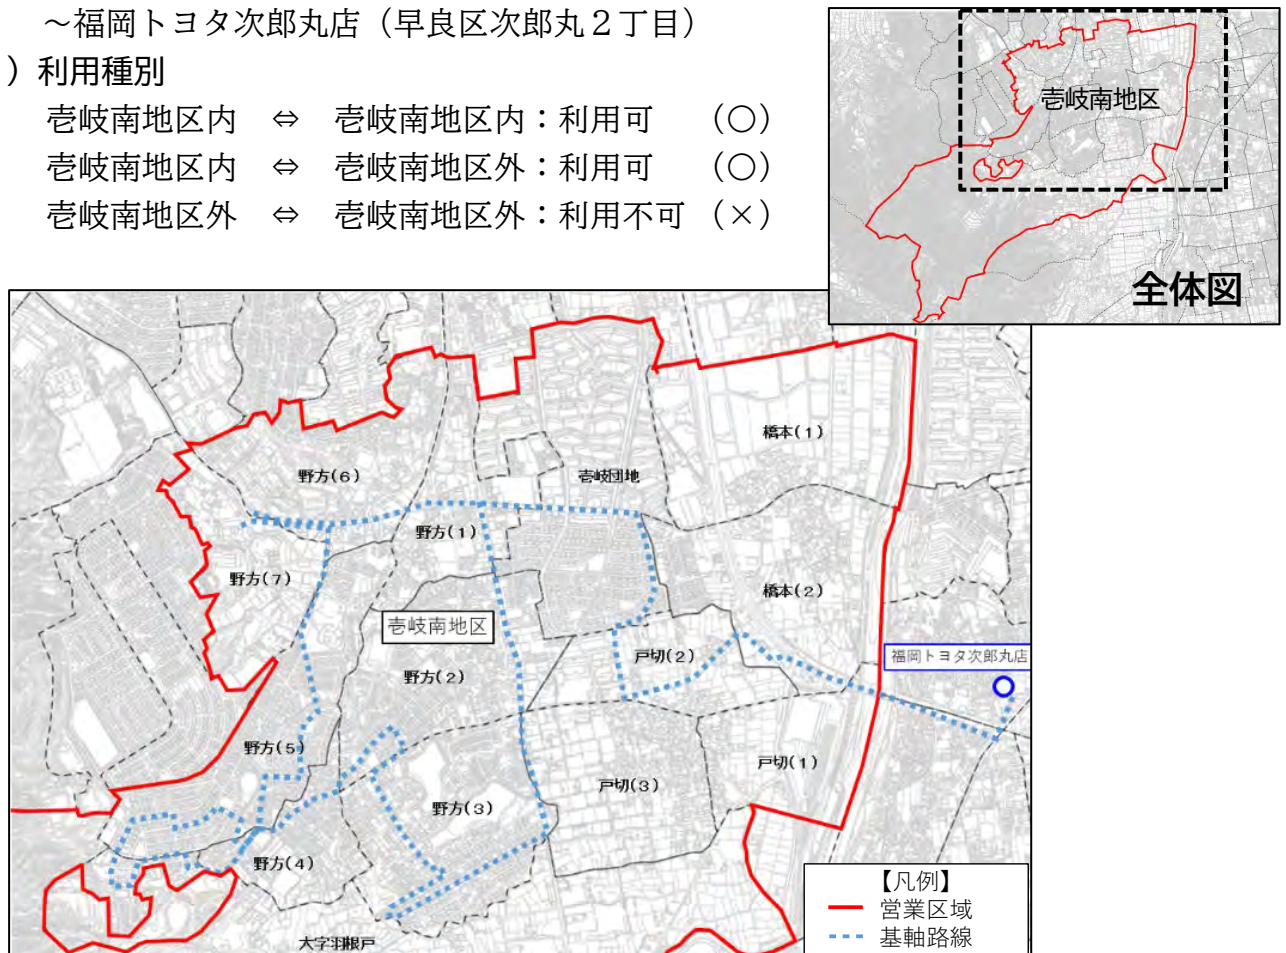 ～福岡トヨタ次郎丸店（早良区次郎丸２丁目）
）利用種別
壱岐南地区内　⇔　壱岐南地区内：利用可　（○）
壱岐南地区内　⇔　壱岐南地区外：利用可　（○）
壱岐南地区外　⇔　壱岐南地区外：利用不可　（×）
壱岐南地区
全体図
橋本(1)
野方(6)
壱岐団地
野方(1)
野方(7)
橋本(2)
壱岐南地区
戸切(2)
福岡トヨタ次郎丸店
野方(2)
野方(5)
戸切(1)
戸切(3)
野方(3)
野方(4)
大字羽根戸
【凡例】
営業区域
基軸路線